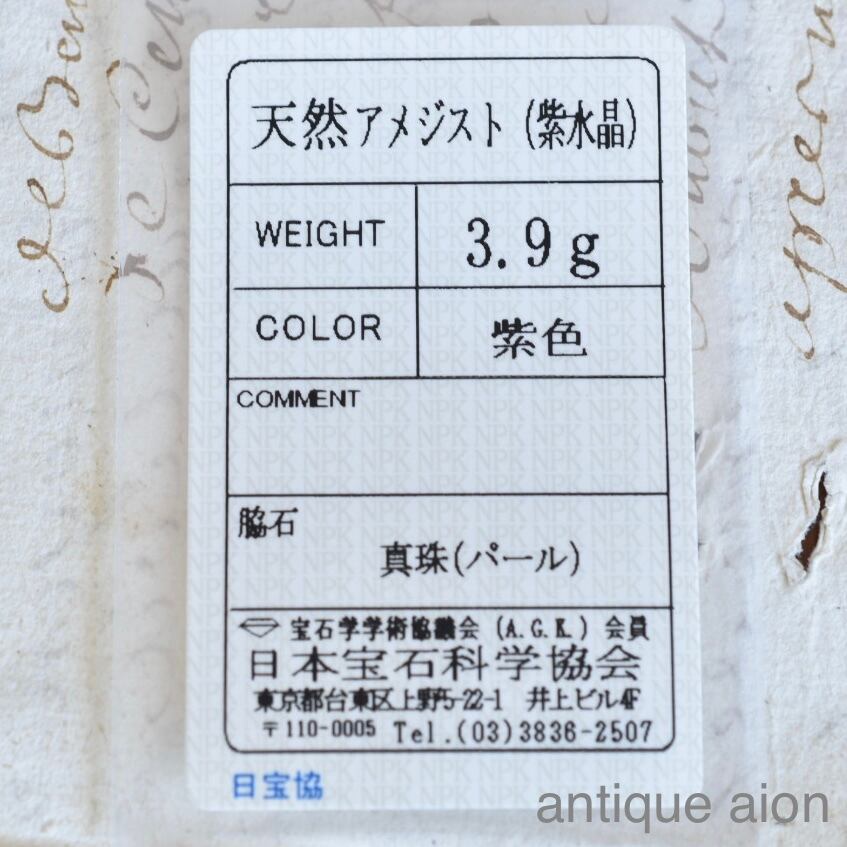 天然アメジスト(紫水晶)
WEIGHT 3.9g
COLOR 紫色
COMMENT
脇石
真珠(パール)
宝石学学術協議会(A.G.K.)会員
日本宝石科学協会
東京都台東区上野5-22-1 井上ビル4F
〒110-0005 Tel.(03)3836-2507
日宝協
antique aion